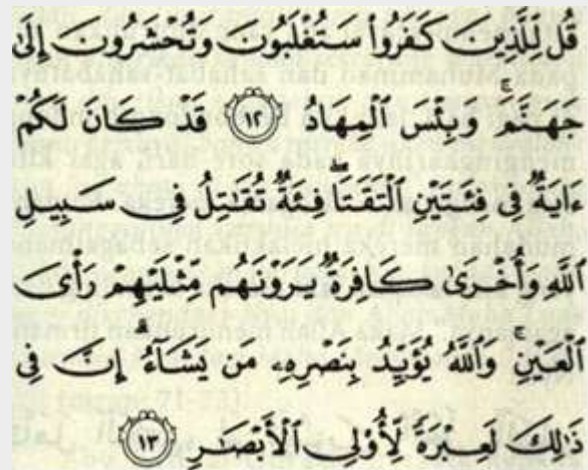 قُل لِّلَّذِينَ كَفَرُوا۟ سَتُغْلَبُونَ وَتُحْشَرُونَ إِلَىٰ
جَهَنَّمَ ۚ وَبِئْسَ ٱلْمِهَادُ ١٢ قَدْ كَانَ لَكُمْ
ءَايَةٌ فِى فِئَتَيْنِ ٱلْتَقَتَا ۖ فِئَةٌ تُقَـٰتِلُ فِى سَبِيلِ
ٱللَّهِ وَأُخْرَىٰ كَافِرَةٌ يَرَوْنَهُم مِّثْلَيْهِمْ رَأْىَ
ٱلْعَيْنِ ۚ وَٱللَّهُ يُؤَيِّدُ بِنَصْرِهِۦ مَن يَشَآءُ ۗ إِنَّ فِى
ذَٰلِكَ لَعِبْرَةً لِّأُو۟لِى ٱلْأَبْصَـٰرِ ١٣